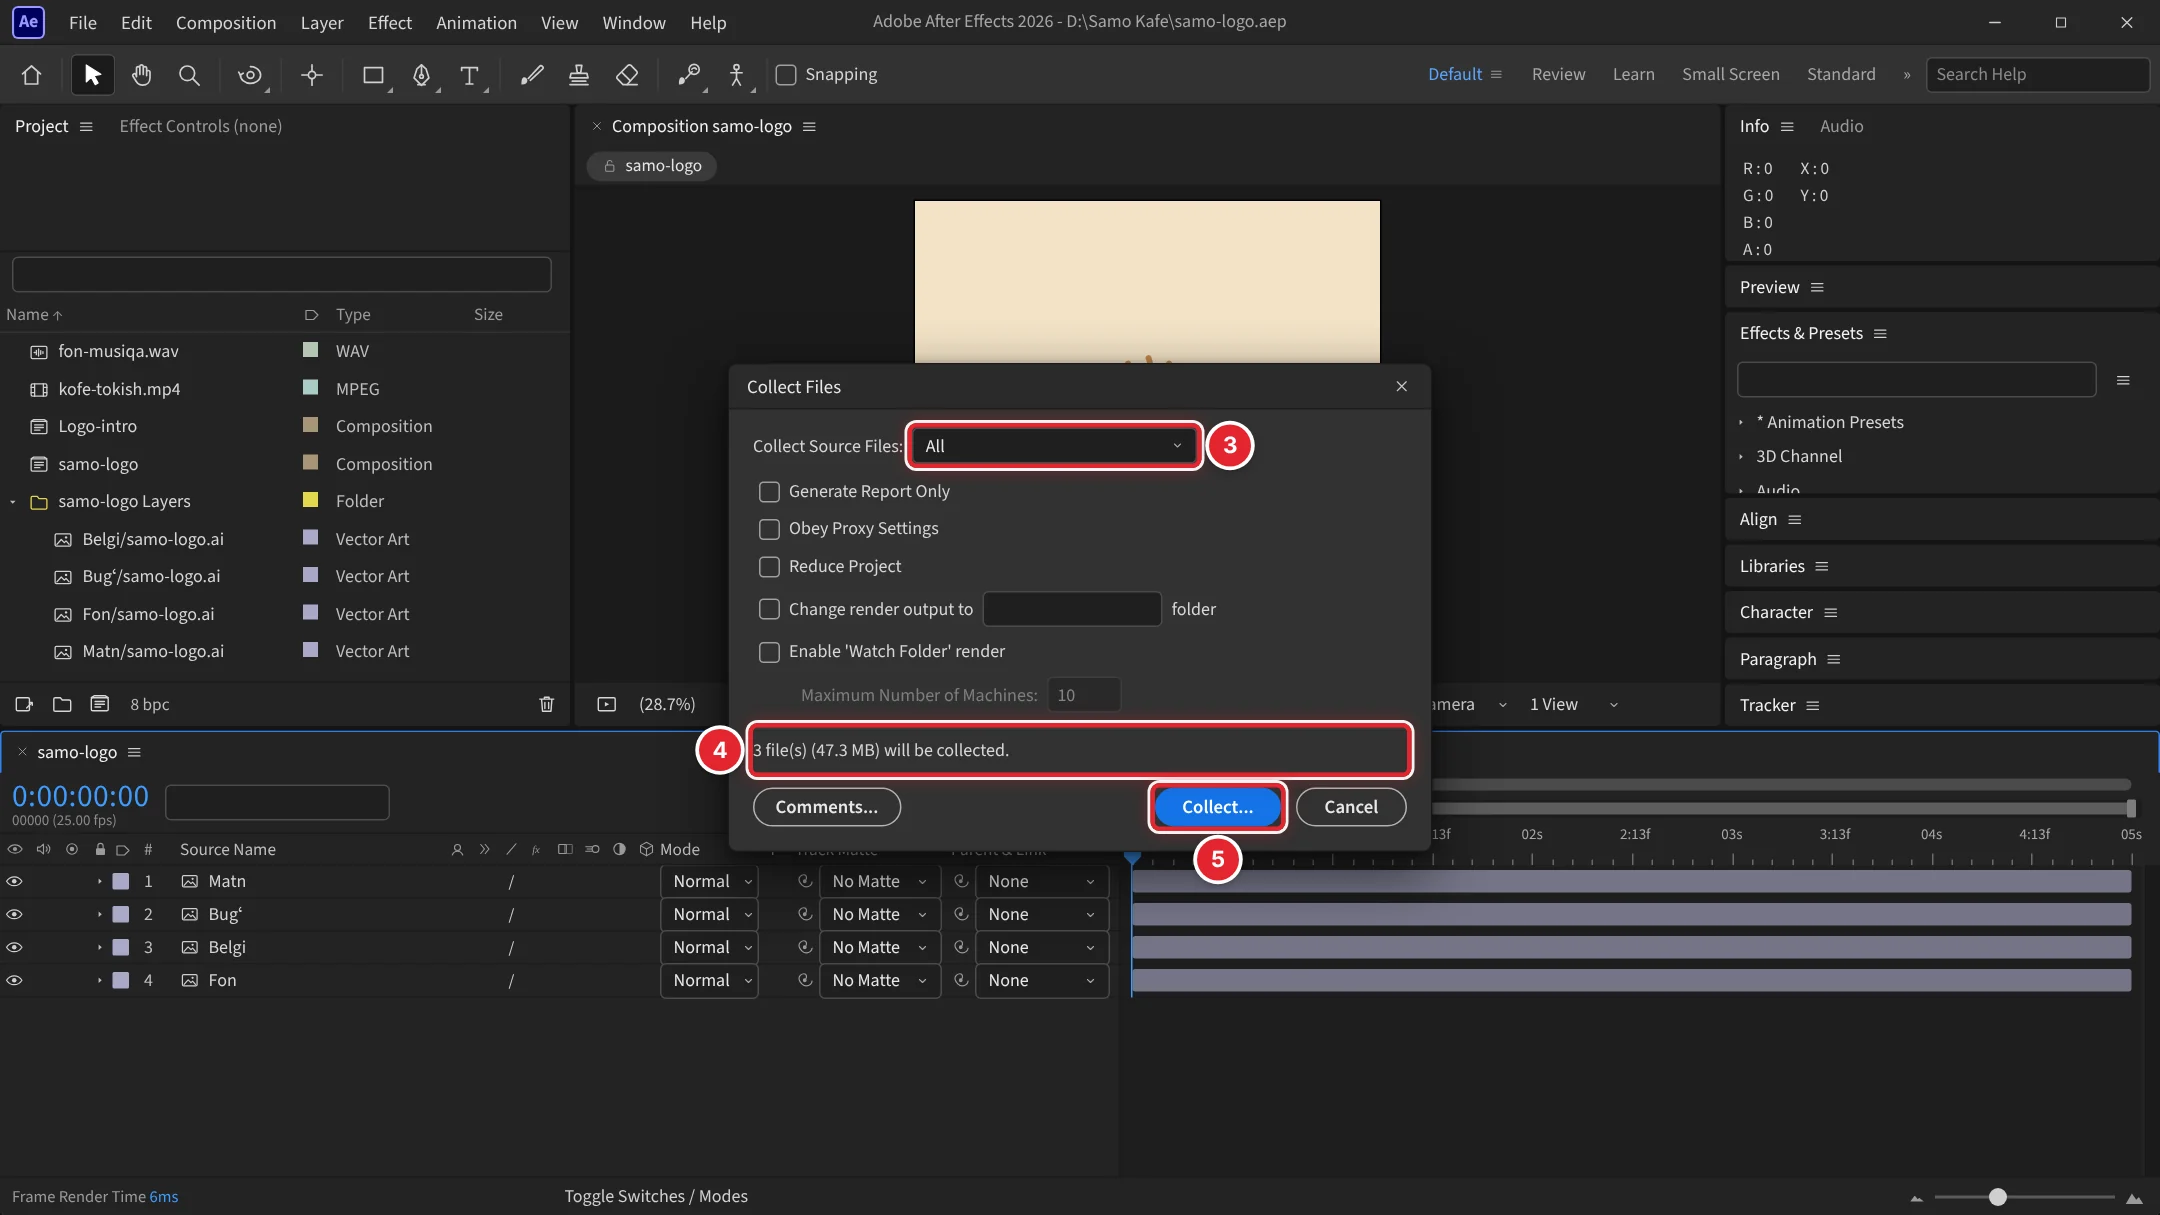 Ae File Edit Composition Layer Effect Animation View Window Help Adobe After Effects 2026 - D:\Samo Kafe\samo-logo.aep
Snapping Default Review Learn Small Screen Standard » Search Help
Project Effect Controls (none)
Name Type Size
fon-musiqa.wav WAV
kofe-tokish.mp4 MPEG
Logo-intro Composition
samo-logo Composition
samo-logo Layers Folder
Belgi/samo-logo.ai Vector Art
Bugʻ/samo-logo.ai Vector Art
Fon/samo-logo.ai Vector Art
Matn/samo-logo.ai Vector Art
8 bpc
Composition samo-logo
samo-logo
(28.7%) amera 1 View
Collect Files
Collect Source Files: All 3
Generate Report Only
Obey Proxy Settings
Reduce Project
Change render output to folder
Enable 'Watch Folder' render
Maximum Number of Machines: 10
4 3 file(s) (47.3 MB) will be collected.
Comments... Collect... Cancel
5
Info Audio
R : 0 X : 0
G : 0 Y : 0
B : 0
A : 0
Preview
Effects & Presets
* Animation Presets
3D Channel
Audio
Align
Libraries
Character
Paragraph
Tracker
samo-logo
0:00:00:00
00000 (25.00 fps)
13f 02s 2:13f 03s 3:13f 04s 4:13f 05s
# Source Name fx Mode Track Matte Parent & Link
1 Matn / Normal No Matte None
2 Bugʻ / Normal No Matte None
3 Belgi / Normal No Matte None
4 Fon / Normal No Matte None
Frame Render Time 6ms Toggle Switches / Modes